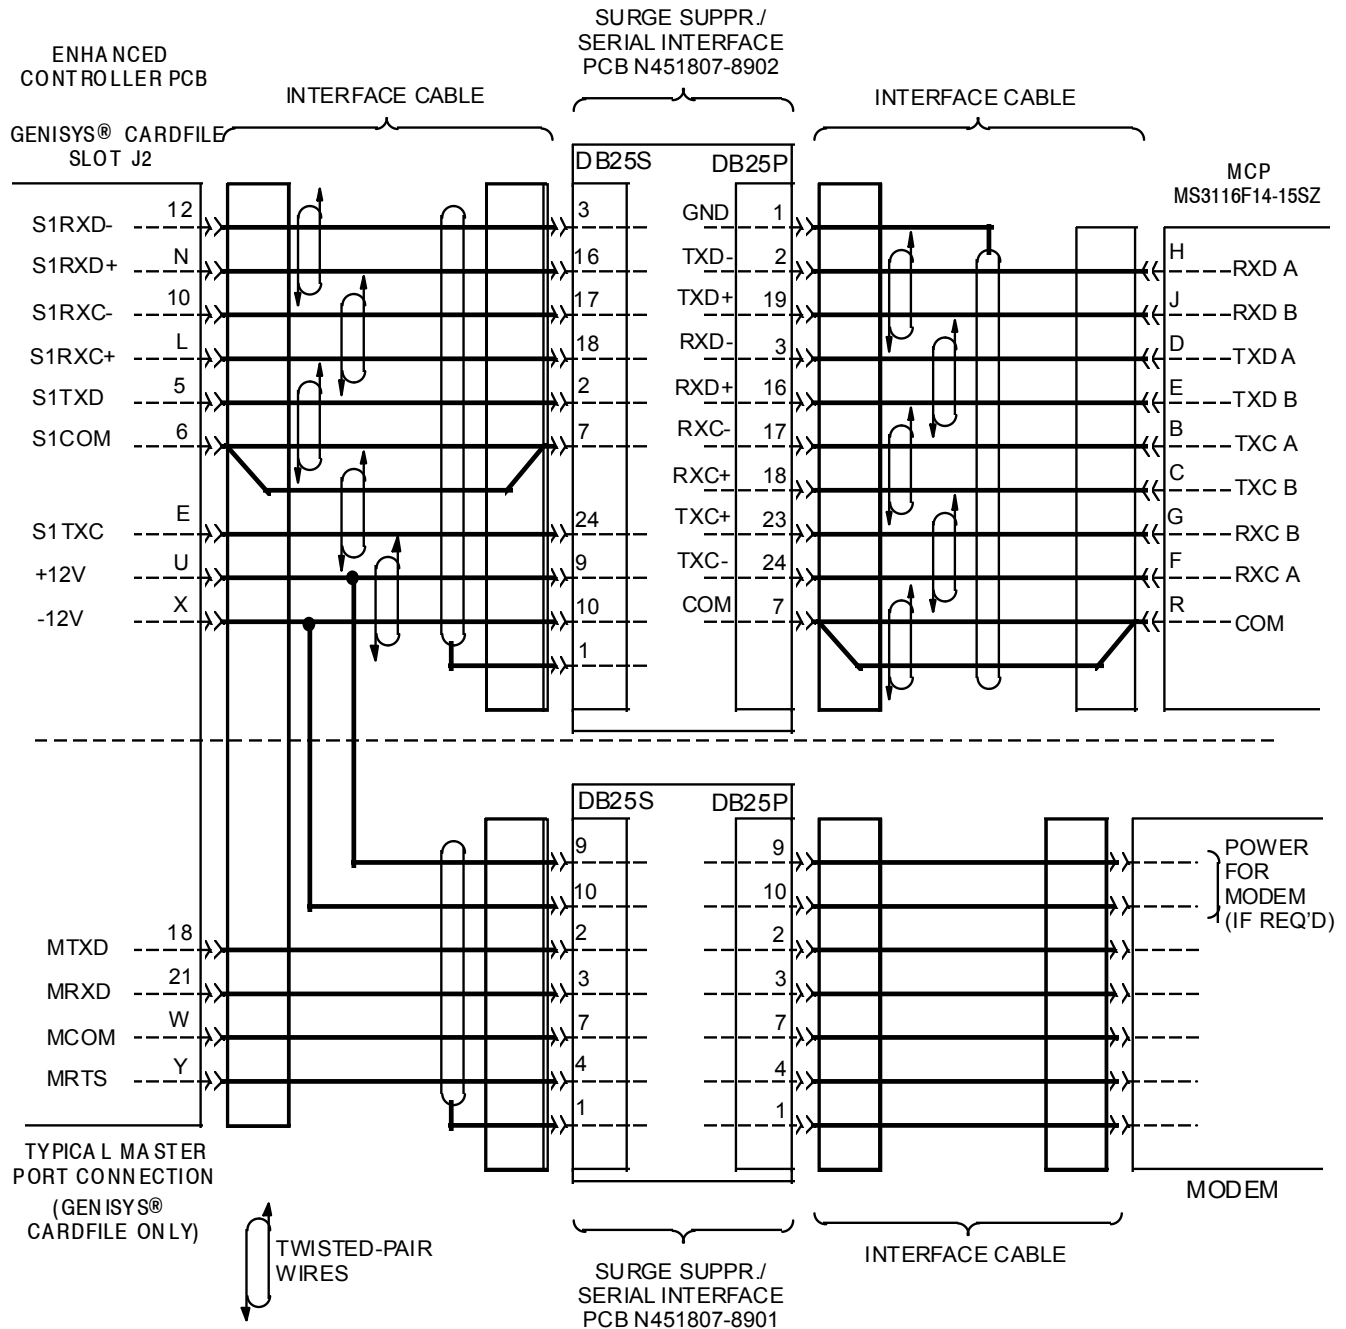 SURGE SUPPR./
SERIAL INTERFACE
PCB N451807-8902
ENHANCED
CONTROLLER PCB
INTERFACE CABLE
INTERFACE CABLE
GENISYS® CARDFILE
SLOT J2
DB25S DB25P
MCP
MS3116F14-15SZ
S1RXD- 12 3 GND 1
S1RXD+ N 16 TXD- 2 H RXD A
S1RXC- 10 17 TXD+ 19 J RXD B
S1RXC+ L 18 RXD- 3 D TXD A
S1TXD 5 2 RXD+ 16 E TXD B
S1COM 6 7 RXC- 17 B TXC A
RXC+ 18 C TXC B
S1TXC E 24 TXC+ 23 G RXC B
+12V U 9 TXC- 24 F RXC A
-12V X 10 COM 7 R COM
1
DB25S DB25P
9 9 POWER
FOR
10 10 MODEM
(IF REQ'D)
MTXD 18 2 2
MRXD 21 3 3
MCOM W 7 7
MRTS Y 4 4
1 1
TYPICAL MASTER
PORT CONNECTION
(GENISYS®
CARDFILE ONLY)
MODEM
TWISTED-PAIR
WIRES
INTERFACE CABLE
SURGE SUPPR./
SERIAL INTERFACE
PCB N451807-8901